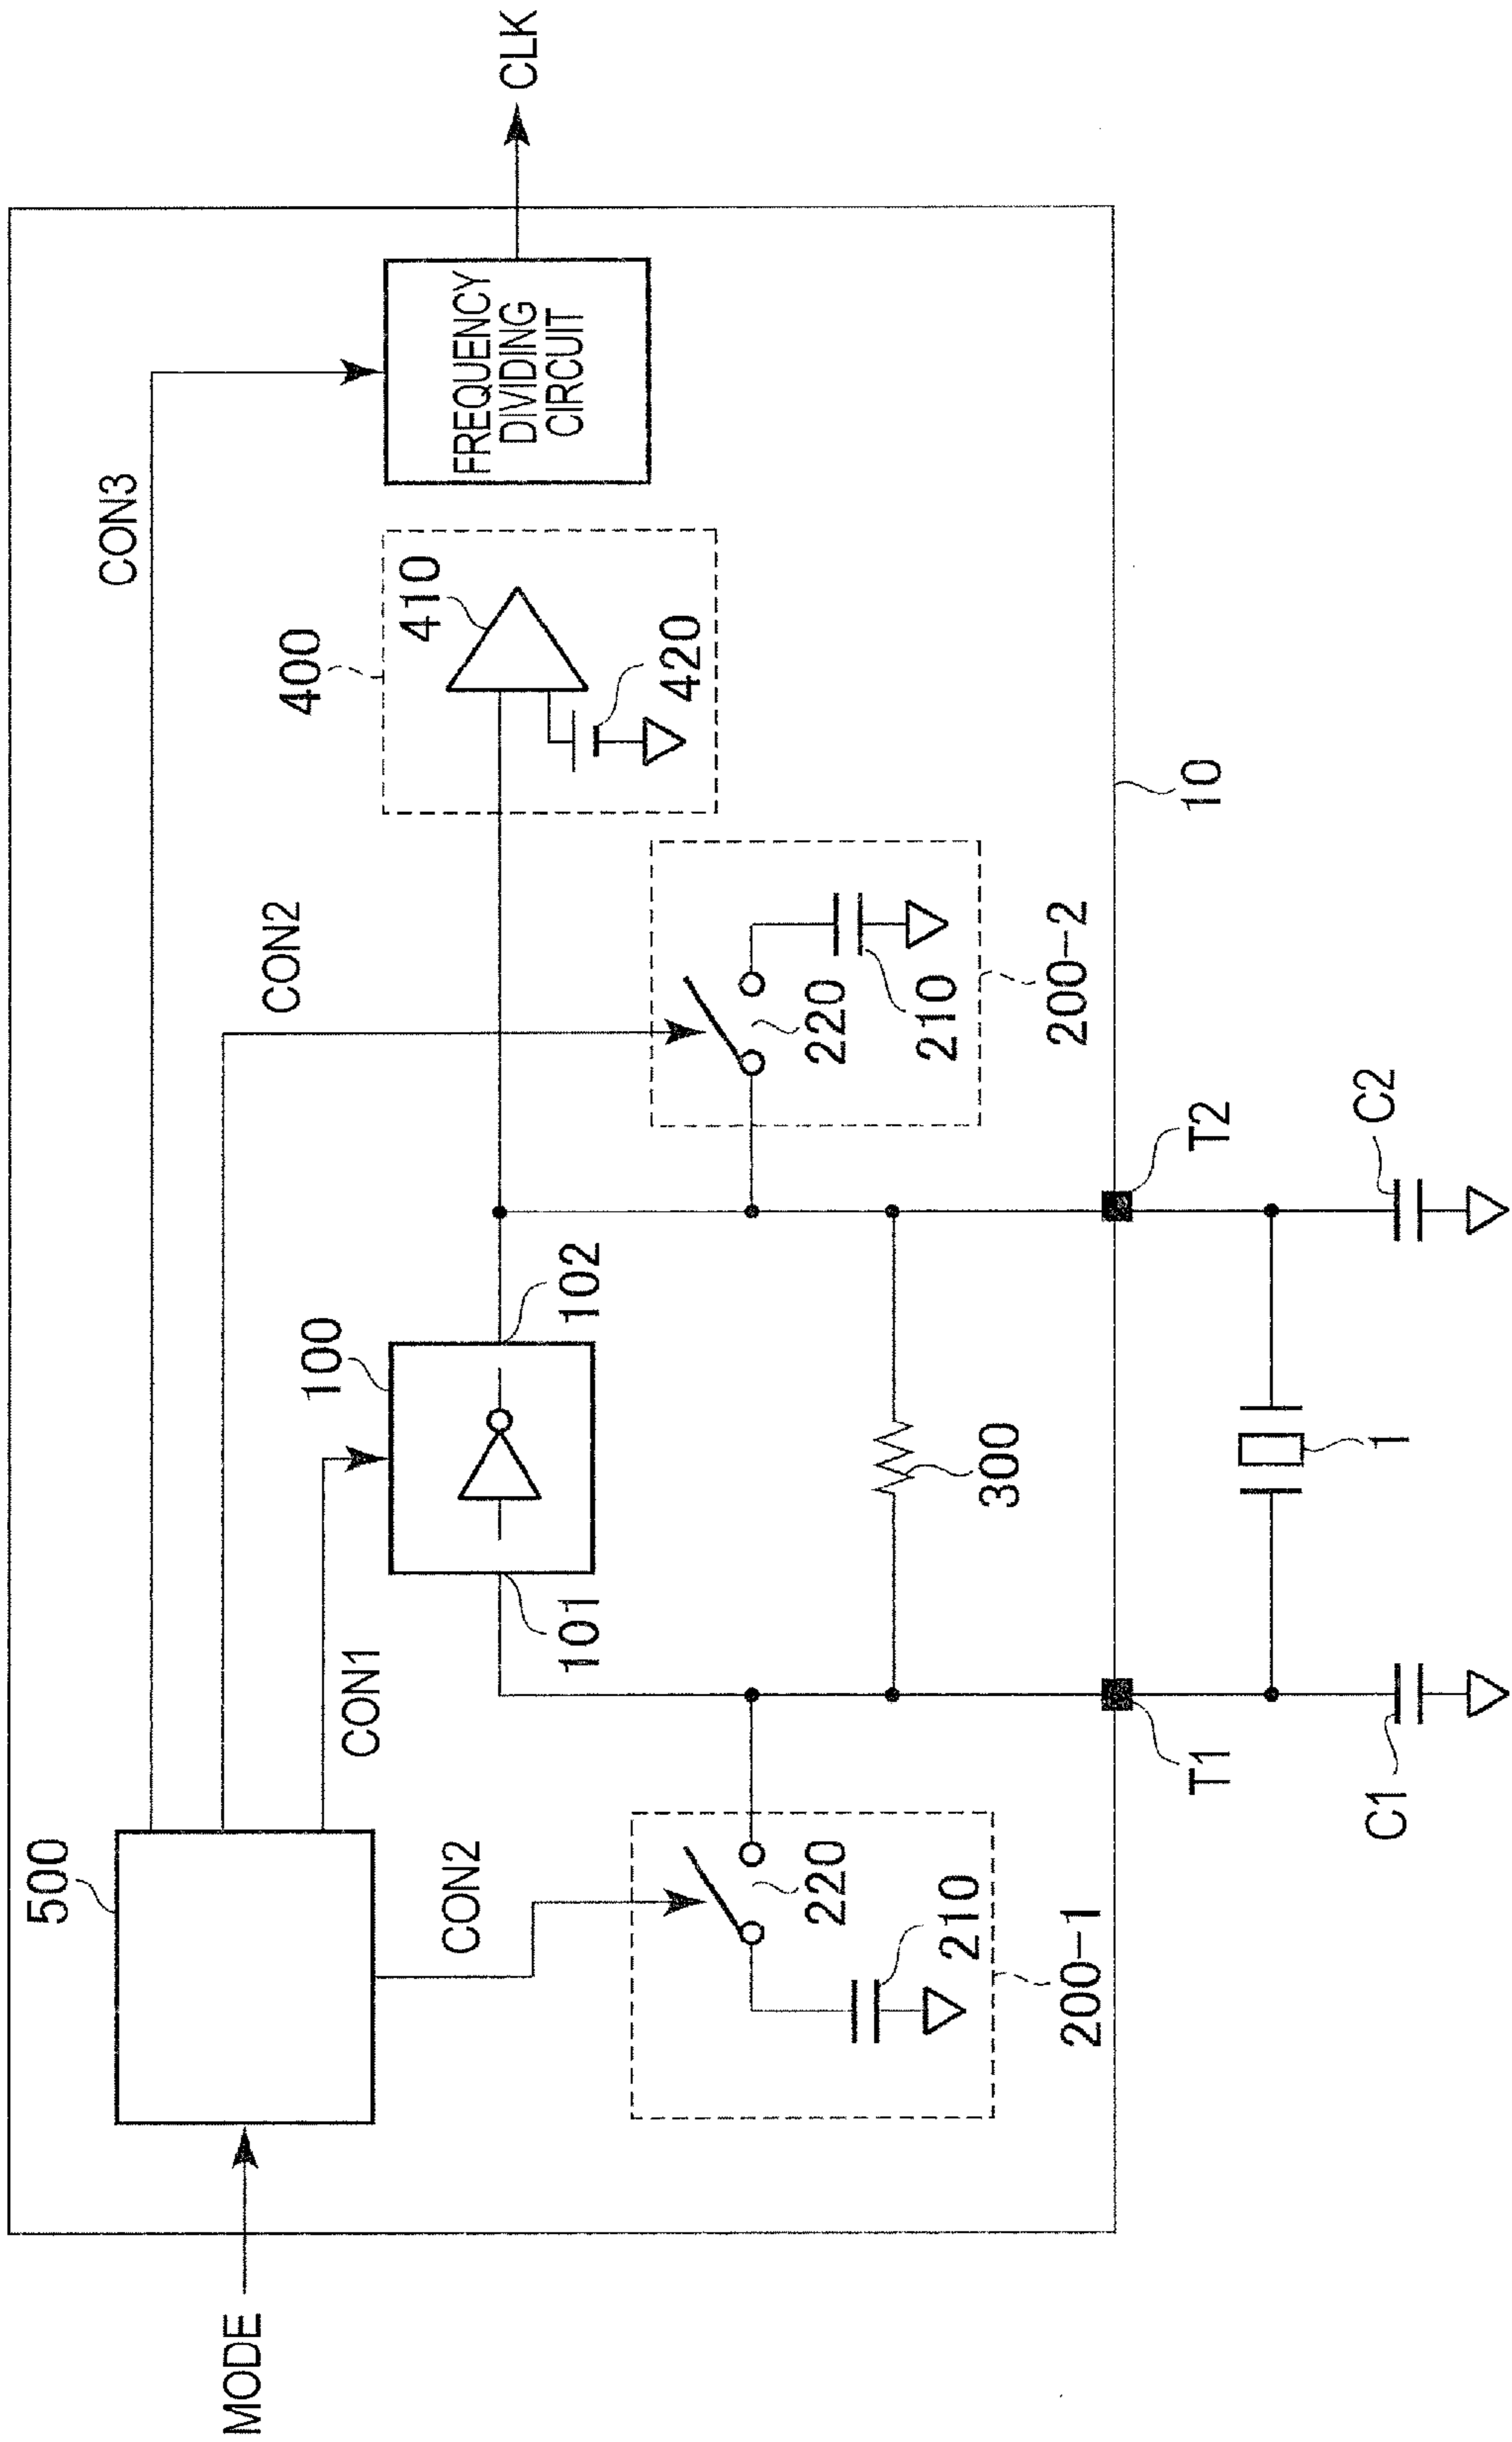 MODE
500
CON3
CON2
CON1
CON2
100
101
102
400
410
420
FREQUENCY
DIVIDING
CIRCUIT
CLK
220
210
200-1
220
210
200-2
300
10
T1
T2
C1
C2
1